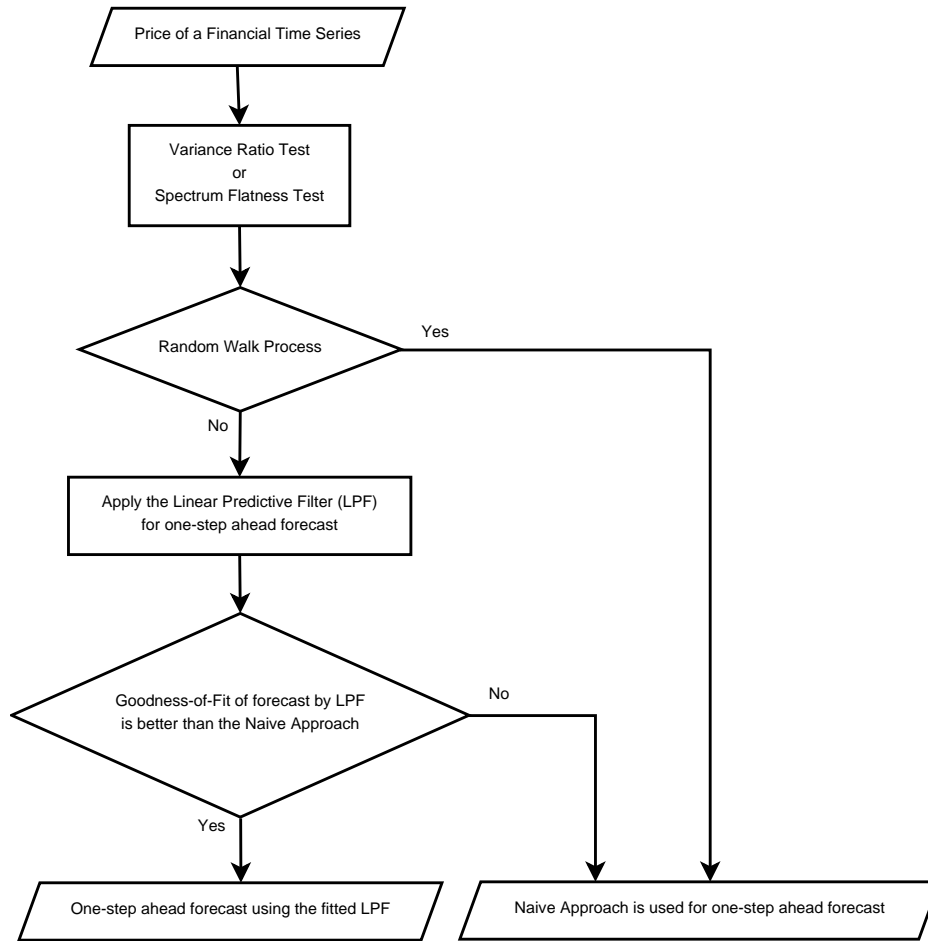 Price of a Financial Time Series
Variance Ratio Test
or
Spectrum Flatness Test
Random Walk Process
Yes
No
Apply the Linear Predictive Filter (LPF)
for one-step ahead forecast
Goodness-of-Fit of forecast by LPF
is better than the Naive Approach
No
Yes
One-step ahead forecast using the fitted LPF
Naive Approach is used for one-step ahead forecast